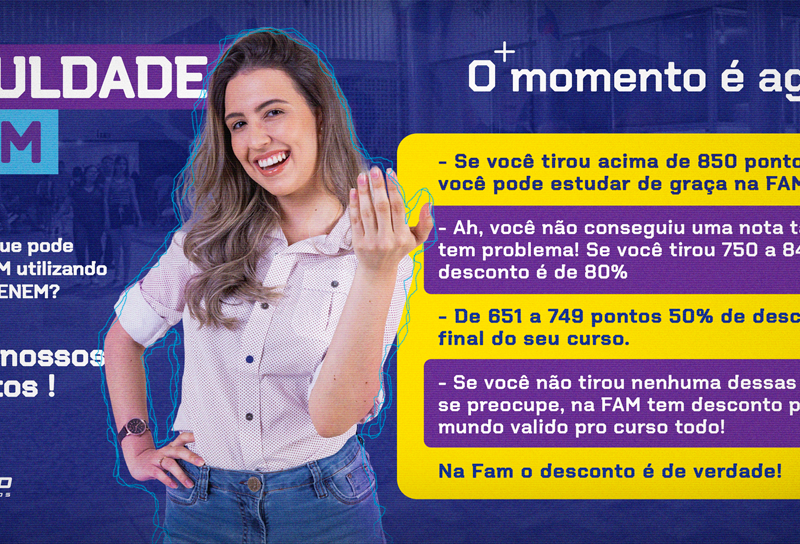 ULDADE
M
ue pode
M utilizando
ENEM?
nossos
tos !
O momento é ag
- Se você tirou acima de 850 ponto
você pode estudar de graça na FAM
- Ah, você não conseguiu uma nota t
tem problema! Se você tirou 750 a 84
desconto é de 80%
- De 651 a 749 pontos 50% de desc
final do seu curso.
- Se você não tirou nenhuma dessas
se preocupe, na FAM tem desconto p
mundo valido pro curso todo!
Na Fam o desconto é de verdade!